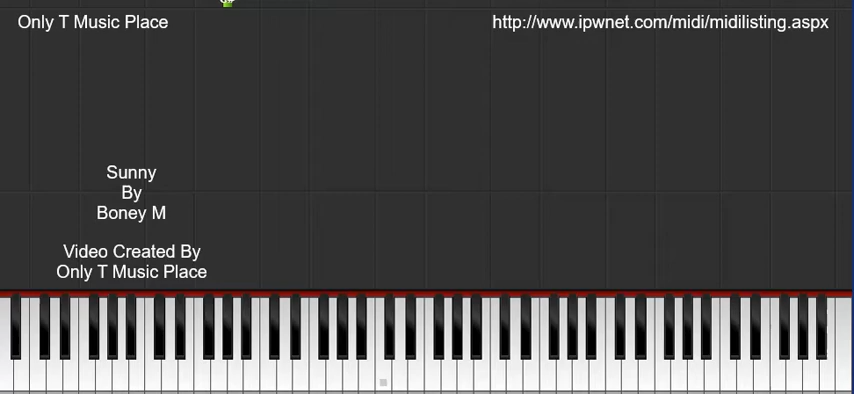 Only T Music Place
http://www.ipwnet.com/midi/midilisting.aspx
Sunny
By
Boney M
Video Created By
Only T Music Place